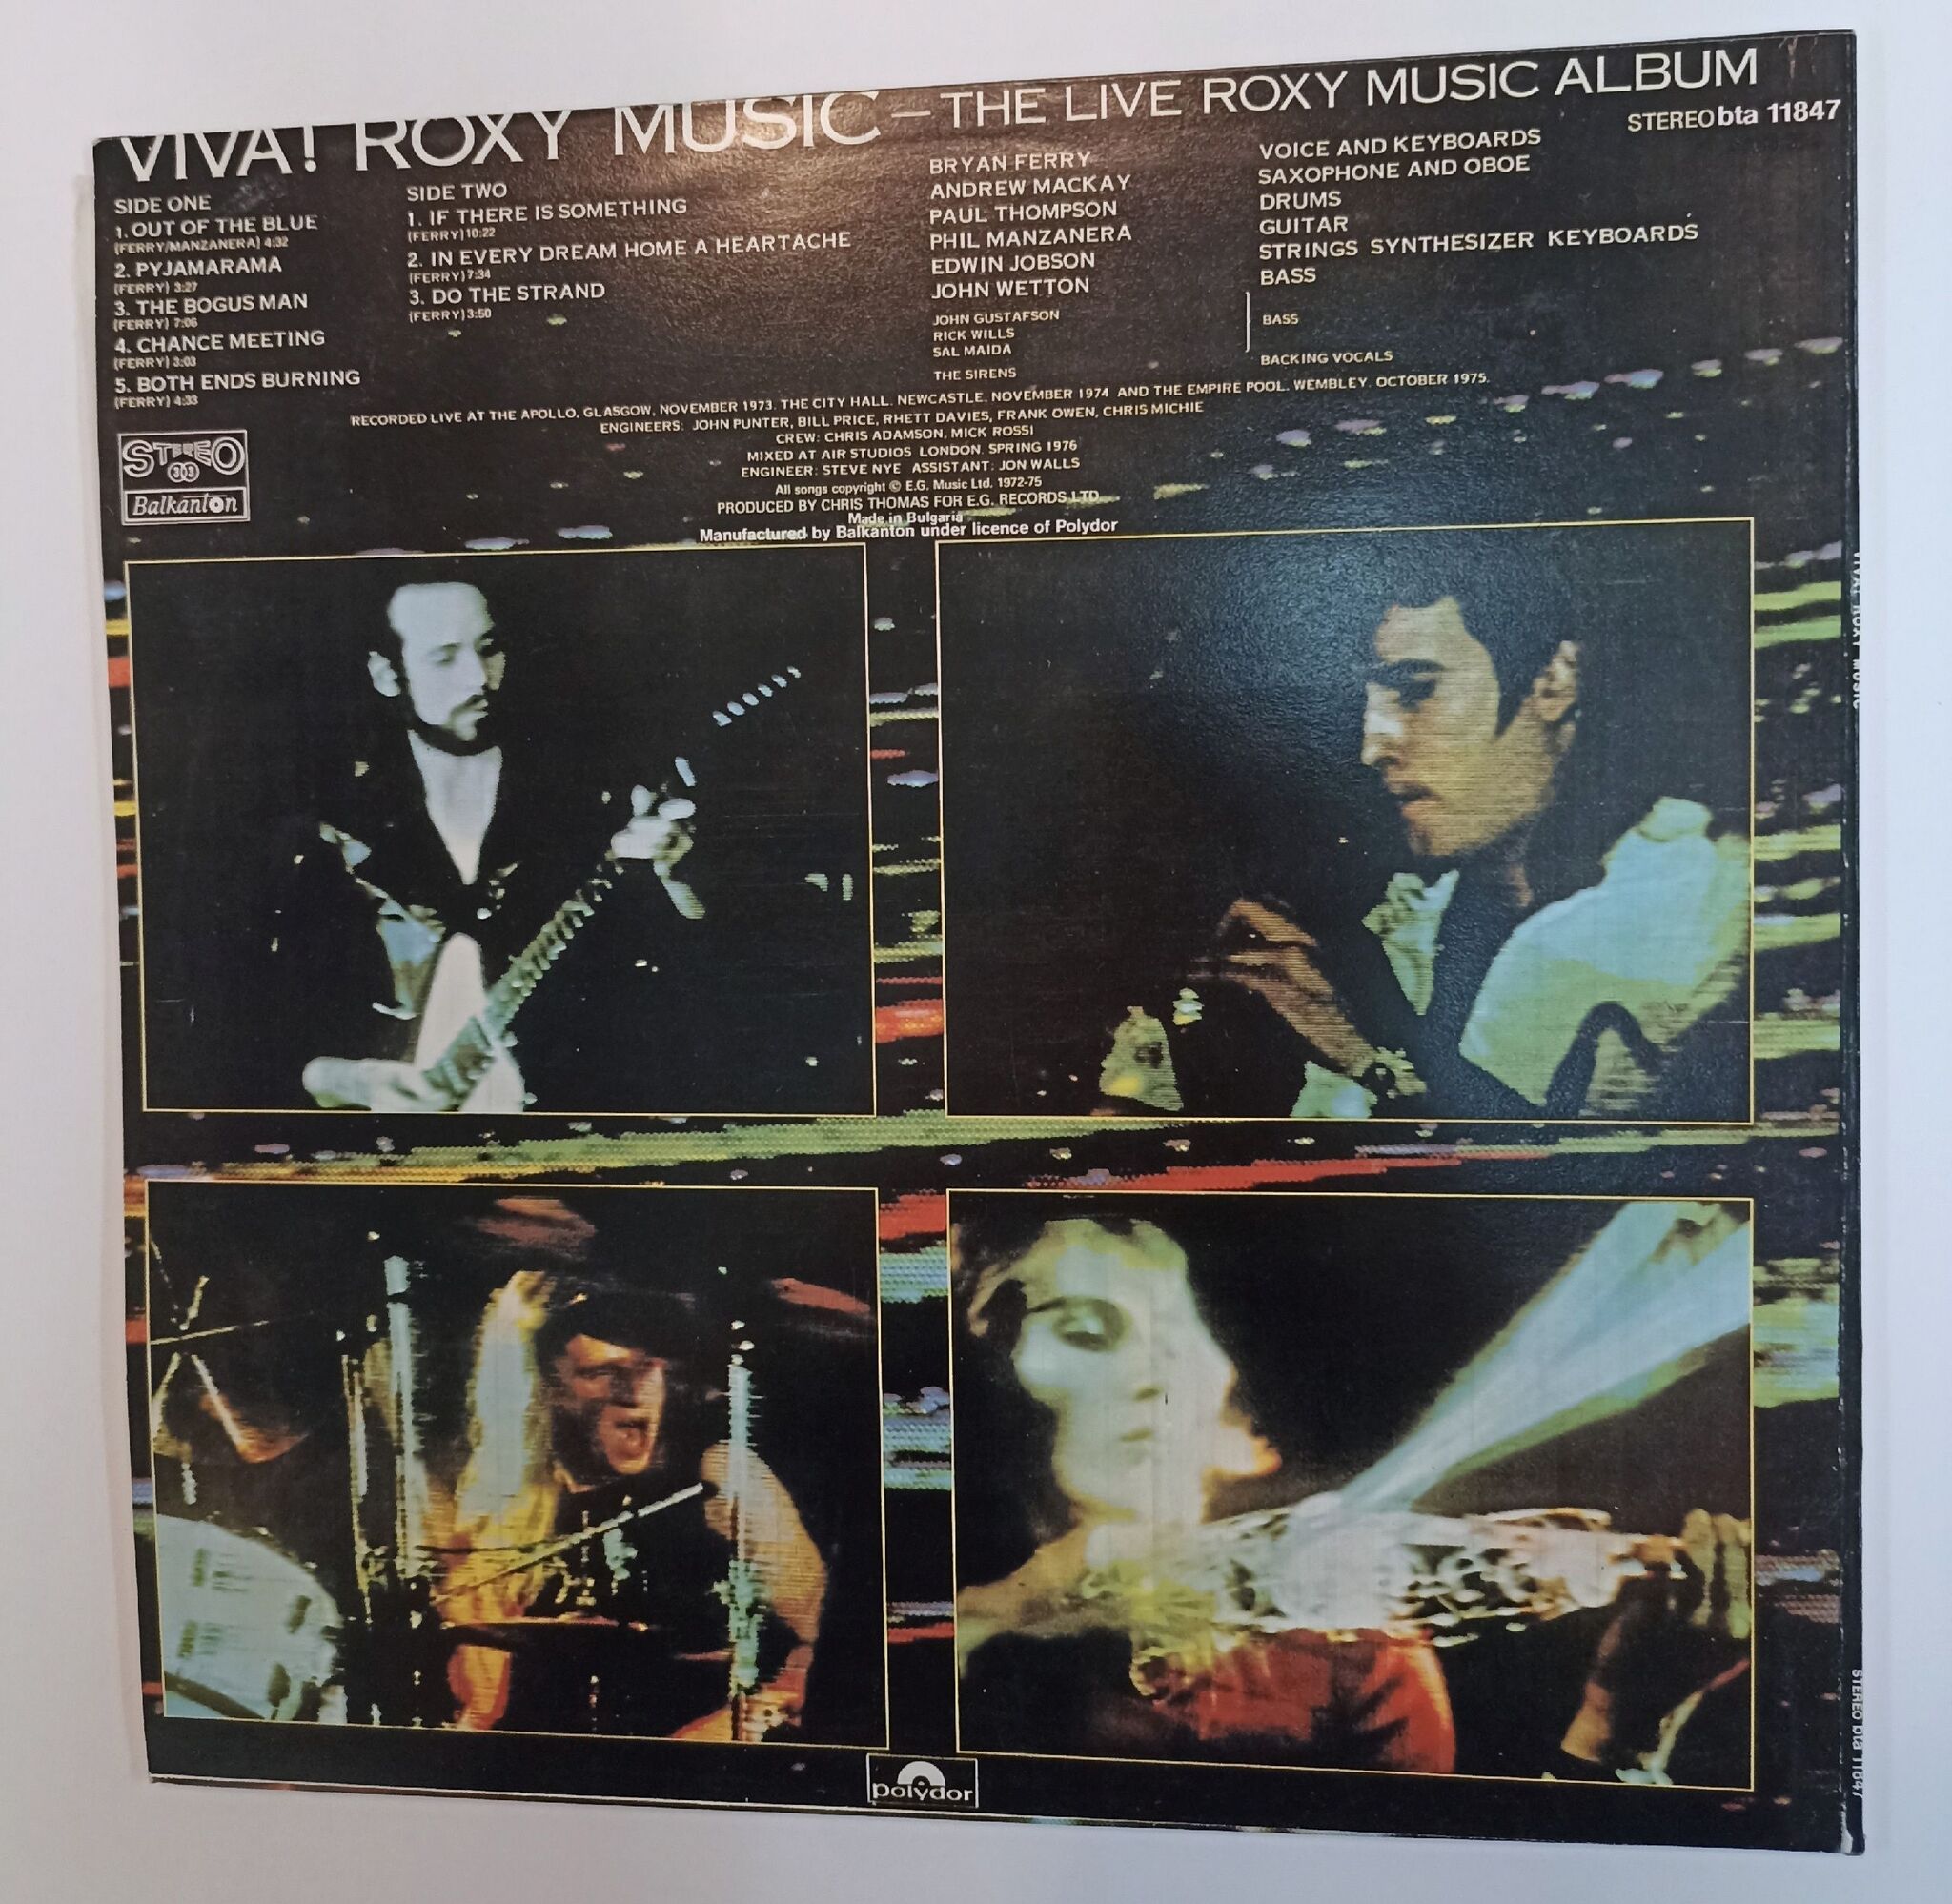 VIVA! ROXY MUSIC – THE LIVE ROXY MUSIC ALBUM
STEREO bta 11847
SIDE ONE
1. OUT OF THE BLUE
(FERRY/MANZANERA) 4:32
2. PYJAMARAMA
(FERRY) 3:27
3. THE BOGUS MAN
(FERRY) 7:06
4. CHANCE MEETING
(FERRY) 3:03
5. BOTH ENDS BURNING
(FERRY) 4:33
SIDE TWO
1. IF THERE IS SOMETHING
(FERRY) 10:22
2. IN EVERY DREAM HOME A HEARTACHE
(FERRY) 7:34
3. DO THE STRAND
(FERRY) 3:50
BRYAN FERRY VOICE AND KEYBOARDS
ANDREW MACKAY SAXOPHONE AND OBOE
PAUL THOMPSON DRUMS
PHIL MANZANERA GUITAR
EDWIN JOBSON STRINGS SYNTHESIZER KEYBOARDS
JOHN WETTON BASS
JOHN GUSTAFSON
RICK WILLS BASS
SAL MAIDA
THE SIRENS BACKING VOCALS
RECORDED LIVE AT THE APOLLO, GLASGOW, NOVEMBER 1973. THE CITY HALL. NEWCASTLE. NOVEMBER 1974 AND THE EMPIRE POOL. WEMBLEY. OCTOBER 1975.
ENGINEERS: JOHN PUNTER, BILL PRICE, RHETT DAVIES, FRANK OWEN, CHRIS MICHIE
CREW: CHRIS ADAMSON, MICK ROSSI
MIXED AT AIR STUDIOS LONDON. SPRING 1976
ENGINEER: STEVE NYE ASSISTANT: JON WALLS
All songs copyright © E.G. Music Ltd. 1972-75
PRODUCED BY CHRIS THOMAS FOR E.G. RECORDS LTD
Made in Bulgaria
Manufactured by Balkanton under licence of Polydor
STEREO
303
Balkanton
VIVA! ROXY MUSIC
STEREO bta 11847
polydor